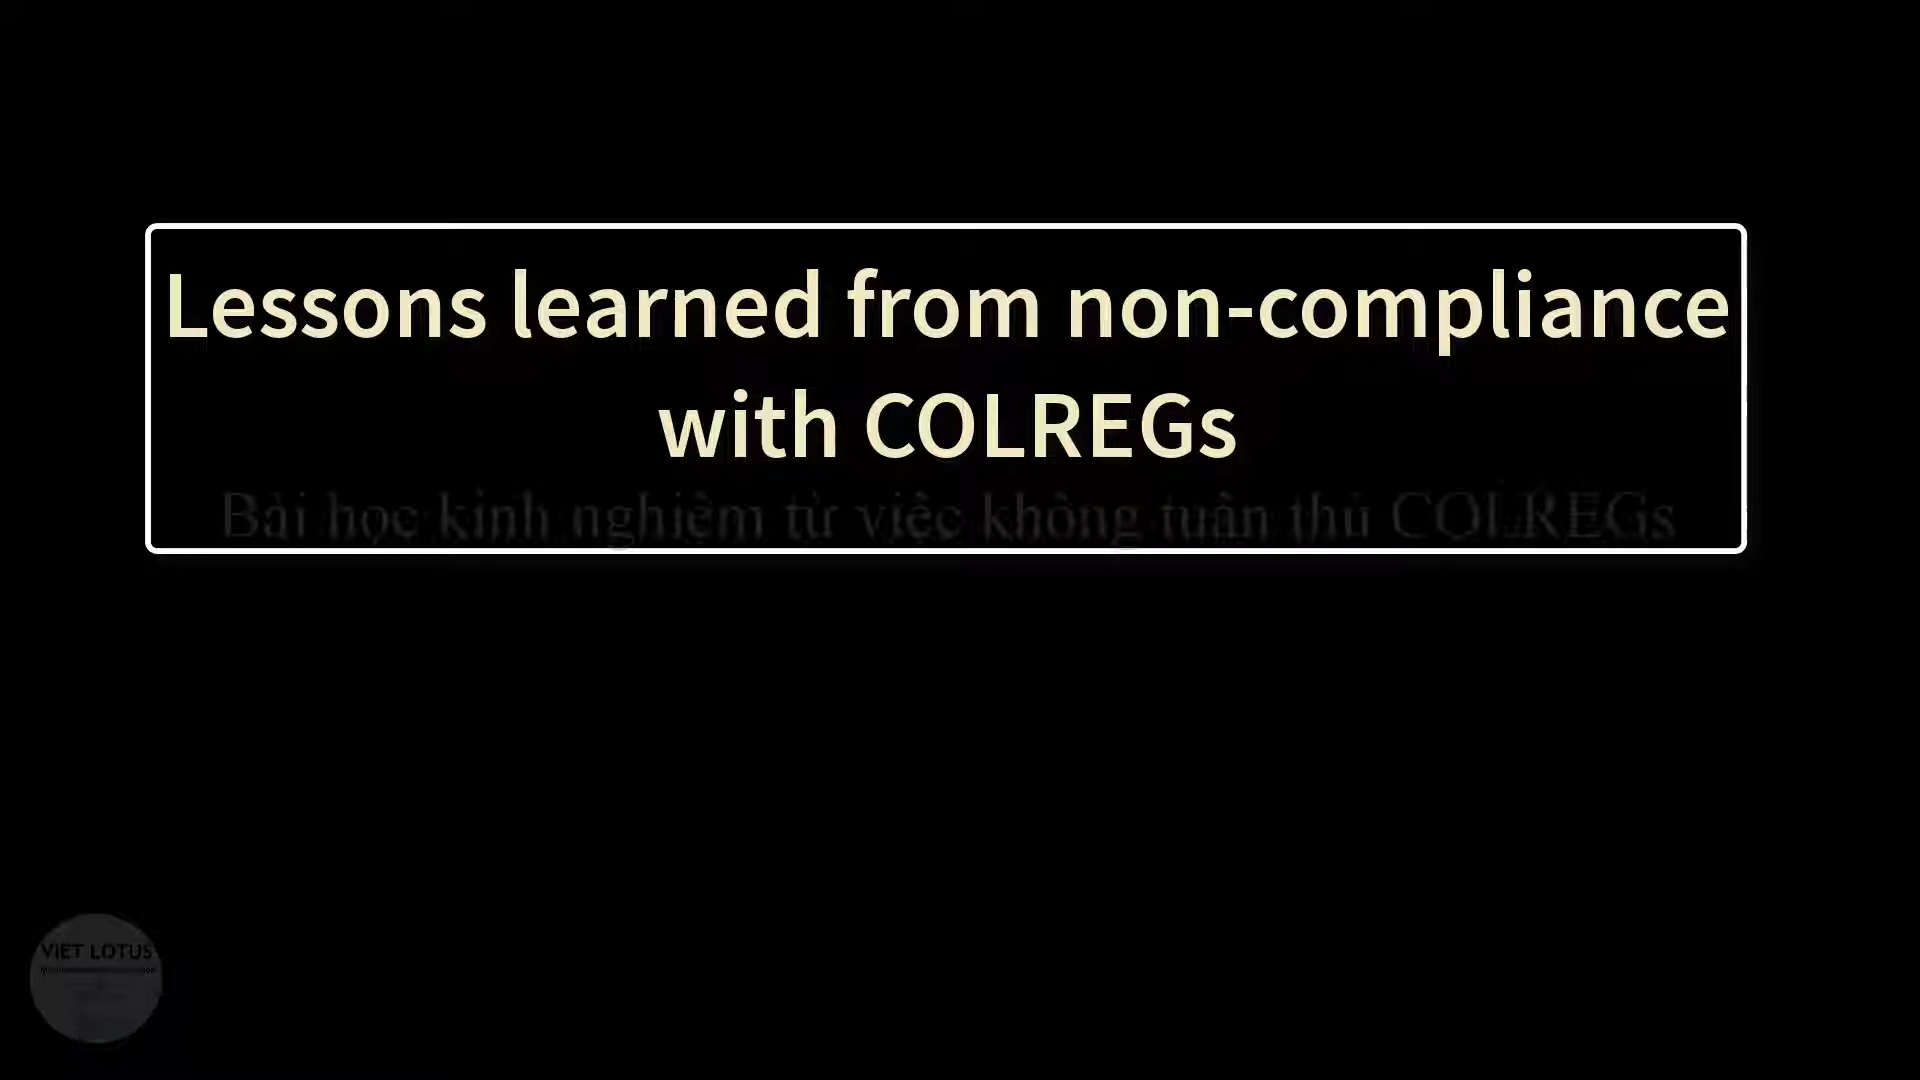 Lessons learned from non-compliance
with COLREGs
Bài học kinh nghiệm từ việc không tuân thủ COLREGs
VIET LOTUS